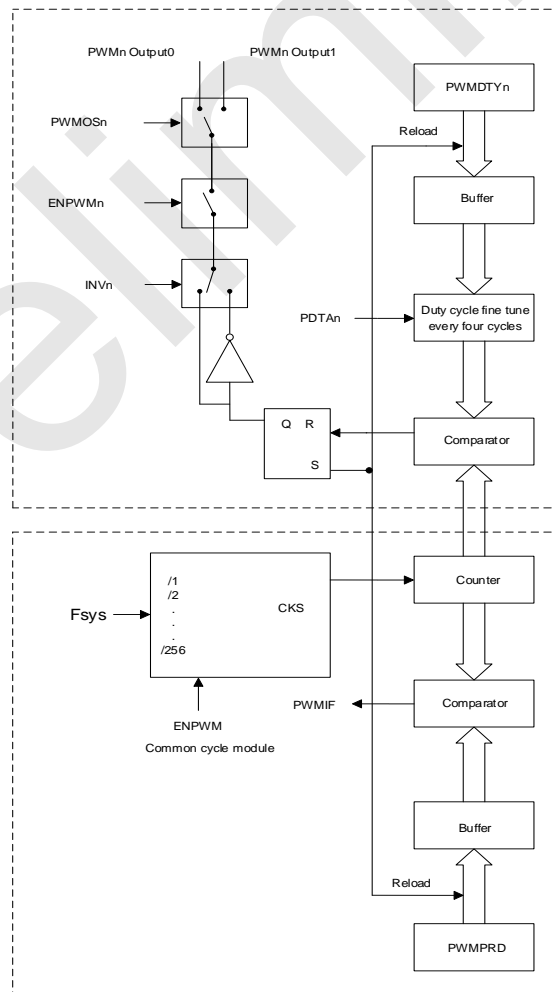 PWMn Output0 PWMn Output1
PWMDTYn
PWMOSn
Reload
ENPWMn
Buffer
INVn
PDTAn
Duty cycle fine tune
every four cycles
Q R
S
Comparator
/1
/2
.
.
.
/256
CKS
Fsys
Counter
ENPWM
Common cycle module
PWMIF
Comparator
Buffer
Reload
PWMPRD